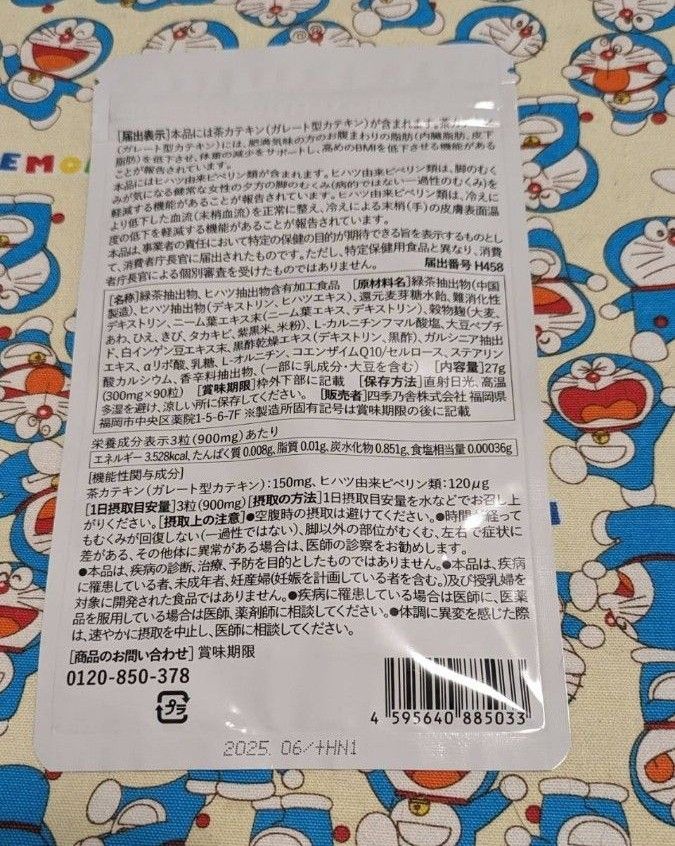 [届出表示]本品には茶カテキン(ガレート型カテキン)が含まれます。茶カテキン
(ガレート型カテキン)には、肥満気味の方のお腹まわりの脂肪(内臓脂肪、皮下
脂肪)を低下させ、体重の減少をサポートし、高めのBMIを低下させる機能がある
ことが報告されています。
本品にはヒハツ由来ピペリン類が含まれます。ヒハツ由来ピペリン類は、脚のむく
みが気になる健常な女性の夕方の脚のむくみ(病的ではない一過性のむくみ)を
軽減する機能があることが報告されています。ヒハツ由来ピペリン類は、冷えに
より低下した血流(末梢血流)を正常に整え、冷えによる末梢(手)の皮膚表面温
度の低下を軽減する機能があることが報告されています。
本品は、事業者の責任において特定の保健の目的が期待できる旨を表示するものとし
て、消費者庁長官に届出されたものです。ただし、特定保健用食品と異なり、消費
者庁長官による個別審査を受けたものではありません。 届出番号 H458
[名称]緑茶抽出物、ヒハツ抽出物含有加工食品 [原材料名]緑茶抽出物(中国
製造)、ヒハツ抽出物(デキストリン、ヒハツエキス)、還元麦芽糖水飴、難消化性
デキストリン、ニーム葉エキス末(ニーム葉エキス、デキストリン)、穀物麹(大麦、
あわ、ひえ、きび、タカキビ、紫黒米、米粉)、L-カルニチンフマル酸塩、大豆ペプチ
ド、白インゲン豆エキス末、黒酢乾燥エキス(デキストリン、黒酢)、ガルシニア抽出
エキス、αリポ酸、乳糖、L-オルニチン、コエンザイムQ10/セルロース、ステアリン
酸カルシウム、香辛料抽出物、(一部に乳成分・大豆を含む) [内容量]27g
(300mg×90粒) [賞味期限]枠外下部に記載 [保存方法]直射日光、高温
多湿を避け、涼しい所に保存してください。 [販売者]四季乃舎株式会社 福岡県
福岡市中央区薬院1-5-6-7F ※製造所固有記号は賞味期限の後に記載
栄養成分表示3粒(900mg)あたり
エネルギー 3.528kcal、たんぱく質 0.008g、脂質 0.01g、炭水化物 0.851g、食塩相当量 0.00036g
[機能性関与成分]
茶カテキン(ガレート型カテキン):150mg、ヒハツ由来ピペリン類:120μg
[1日摂取目安量]3粒(900mg)[摂取の方法]1日摂取目安量を水などでお召し上
がりください。[摂取上の注意]●空腹時の摂取は避けてください。●時間が経って
もむくみが回復しない(一過性ではない)、脚以外の部位がむくむ、左右で症状に
差がある、その他体に異常がある場合は、医師の診察をお勧めします。
●本品は、疾病の診断、治療、予防を目的としたものではありません。●本品は、疾病
に罹患している者、未成年者、妊産婦(妊娠を計画している者を含む。)及び授乳婦を
対象に開発された食品ではありません。●疾病に罹患している場合は医師に、医薬
品を服用している場合は医師、薬剤師に相談してください。●体調に異変を感じた際
は、速やかに摂取を中止し、医師に相談してください。
[商品のお問い合わせ] 賞味期限
0120-850-378
プラ
4 595640 885033
2025. 06/+HN1